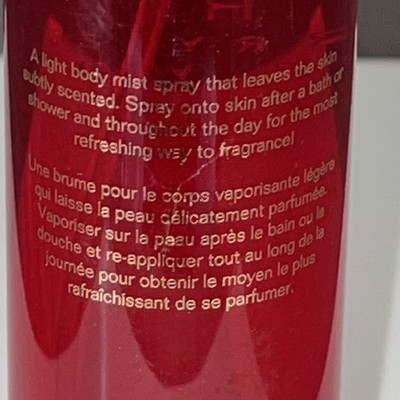 A light body mist spray that leaves the skin
subtly scented. Spray onto skin after a bath or
shower and throughout the day for the most
refreshing way to fragrance!
Une brume pour le corps vaporisante légère
qui laisse la peau délicatement parfumée.
Vaporiser sur la peau après le bain ou la
douche et re-appliquer tout au long de la
journée pour obtenir le moyen le plus
rafraîchissant de se parfumer.